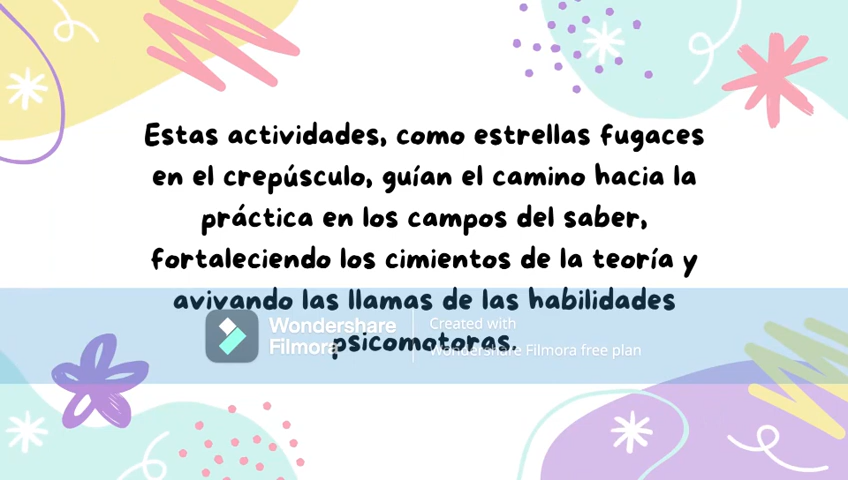 Estas actividades, como estrellas fugaces
en el crepúsculo, guían el camino hacia la
práctica en los campos del saber,
fortaleciendo los cimientos de la teoría y
avivando las llamas de las habilidades
psicomotoras.
Wondershare
Filmora
Created with
Wondershare Filmora free plan